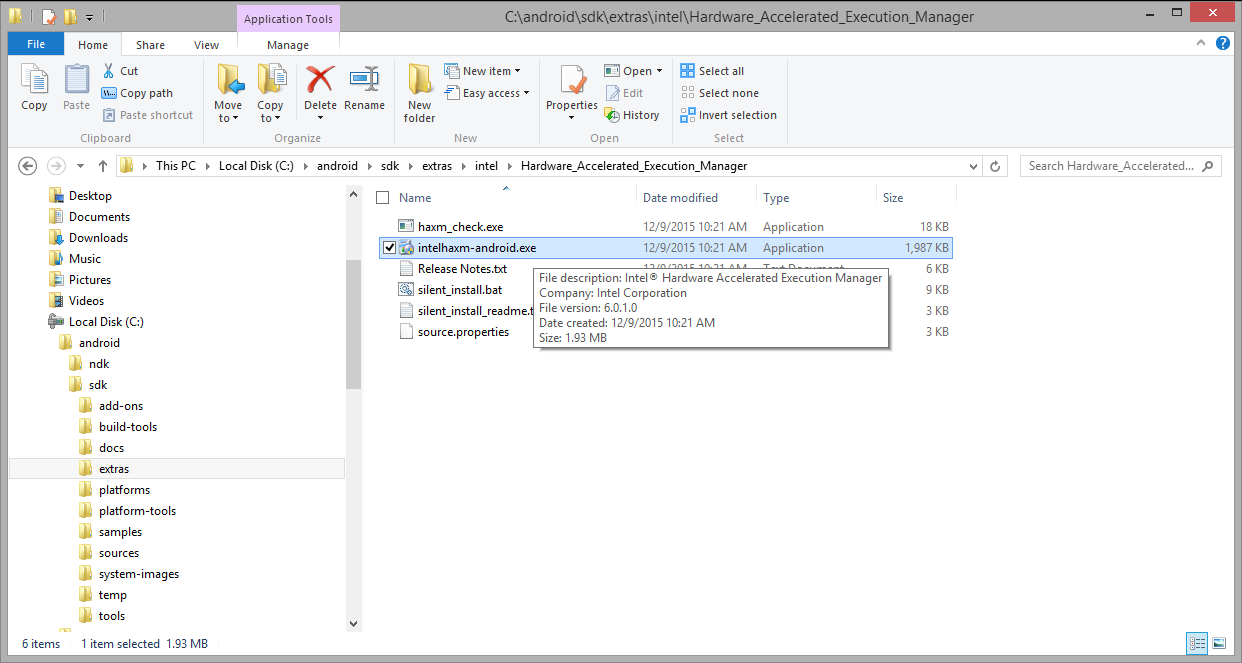 Application Tools
C:\android\sdk\extras\intel\Hardware_Accelerated_Execution_Manager
File Home Share View Manage
Copy
Paste
Cut
Copy path
Paste shortcut
Clipboard
Move to
Copy to
Delete
Rename
Organize
New folder
New item
Easy access
New
Properties
Open
Edit
History
Open
Select all
Select none
Invert selection
Select
This PC Local Disk (C:) android sdk extras intel Hardware_Accelerated_Execution_Manager
Search Hardware_Accelerated...
Desktop
Documents
Downloads
Music
Pictures
Videos
Local Disk (C:)
android
ndk
sdk
add-ons
build-tools
docs
extras
platforms
platform-tools
samples
sources
system-images
temp
tools
Name Date modified Type Size
haxm_check.exe 12/9/2015 10:21 AM Application 18 KB
intelhaxm-android.exe 12/9/2015 10:21 AM Application 1,987 KB
Release Notes.txt 12/9/2015 10:21 AM Text Document 6 KB
silent_install.bat 9 KB
silent_install_readme.t 3 KB
source.properties 3 KB
File description: Intel® Hardware Accelerated Execution Manager
Company: Intel Corporation
File version: 6.0.1.0
Date created: 12/9/2015 10:21 AM
Size: 1.93 MB
6 items 1 item selected 1.93 MB